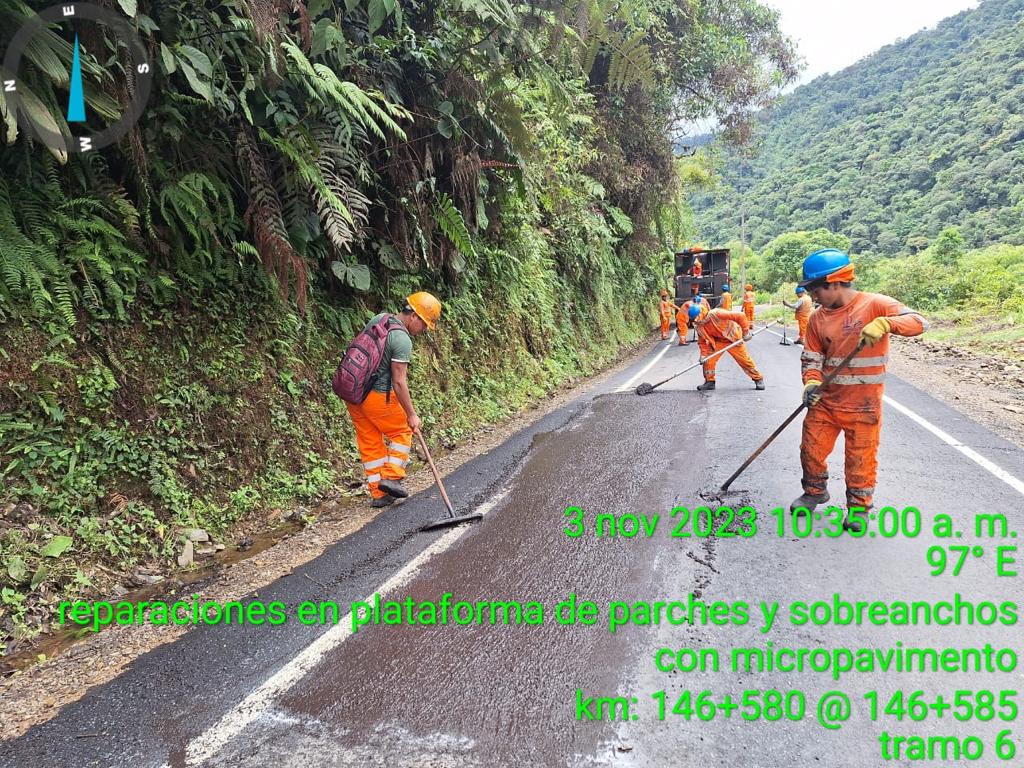 N
E
S
W
3 nov 2023 10:35:00 a. m.
97° E
reparaciones en plataforma de parches y sobreanchos
con micropavimento
km: 146+580 @ 146+585
tramo 6